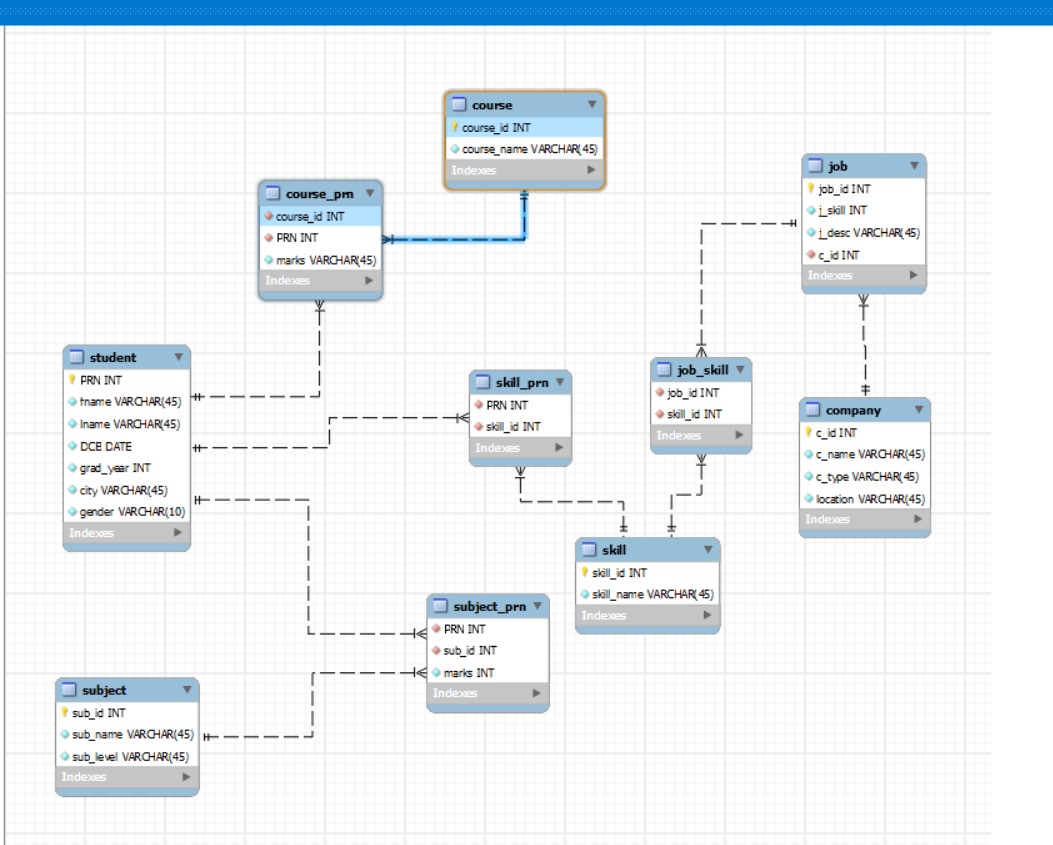 course
course_id INT
course_name VARCHAR(45)
Indexes
course_prn
course_id INT
PRN INT
marks VARCHAR(45)
Indexes
job
job_id INT
j_skill INT
j_desc VARCHAR(45)
c_id INT
Indexes
student
PRN INT
fname VARCHAR(45)
lname VARCHAR(45)
DOB DATE
grad_year INT
city VARCHAR(45)
gender VARCHAR(10)
Indexes
skill_prn
PRN INT
skill_id INT
Indexes
job_skill
job_id INT
skill_id INT
Indexes
company
c_id INT
c_name VARCHAR(45)
c_type VARCHAR(45)
location VARCHAR(45)
Indexes
skill
skill_id INT
skill_name VARCHAR(45)
Indexes
subject_prn
PRN INT
sub_id INT
marks INT
Indexes
subject
sub_id INT
sub_name VARCHAR(45)
sub_level VARCHAR(45)
Indexes